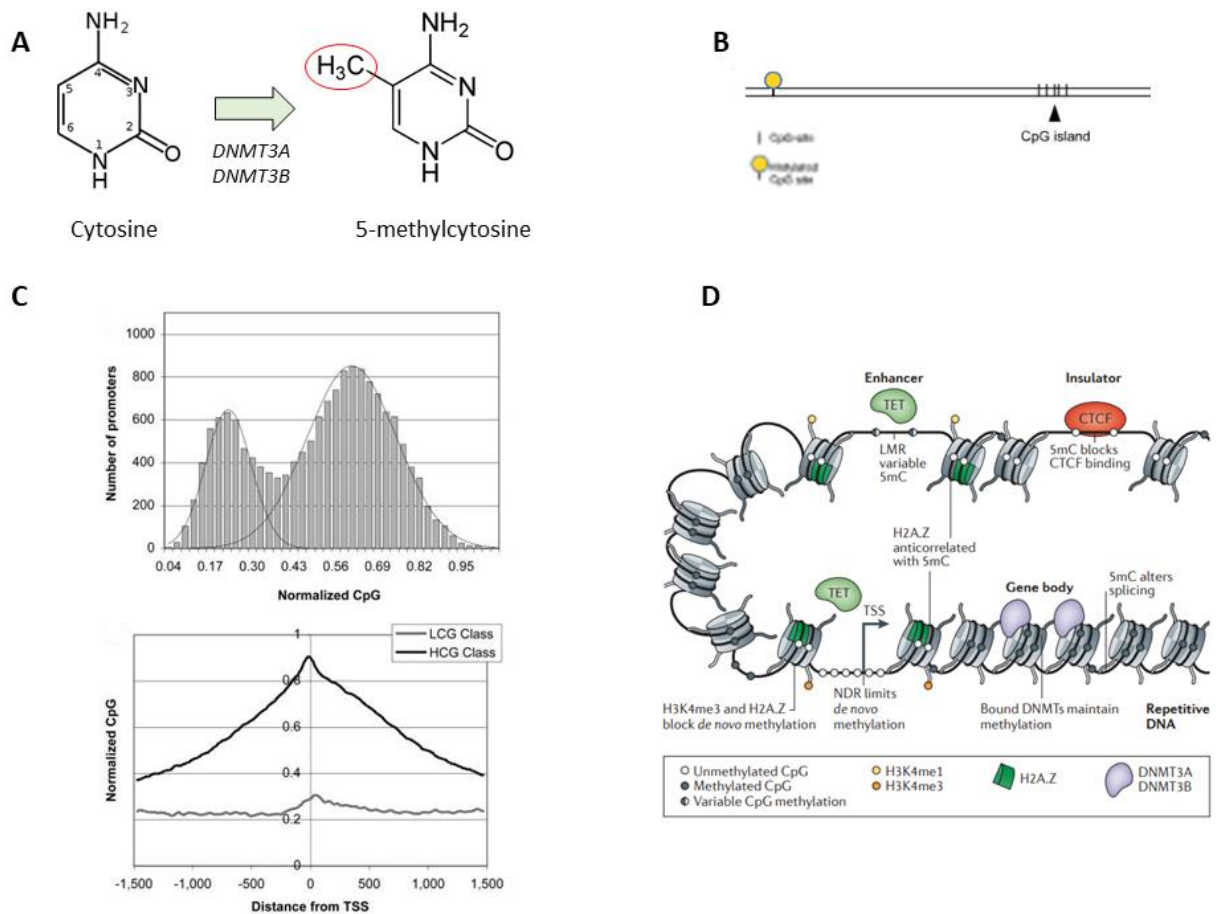 A
NH₂
4
5
N
3
6
2
1
N
H
O
DNMT3A
DNMT3B
Cytosine
H₃C
NH₂
N
NH
O
5-methylcytosine
B
CpG island
CpG-site
Methylated
CpG site
C
Number of promoters
1000
800
600
400
200
0
0.04 0.17 0.30 0.43 0.56 0.69 0.82 0.95
Normalized CpG
LCG Class
HCG Class
Normalized CpG
1
0.8
0.6
0.4
0.2
0
-1,500 -1,000 -500 0 500 1,000 1,500
Distance from TSS
D
Enhancer
TET
Insulator
CTCF
LMR
variable
5mC
5mC blocks
CTCF binding
H2A.Z
anticorrelated
with 5mC
TET
TSS
Gene body
5mC alters
splicing
H3K4me3 and H2A.Z
block de novo methylation
NDR limits
de novo
methylation
Bound DNMTs maintain
methylation
Repetitive
DNA
Unmethylated CpG
Methylated CpG
Variable CpG methylation
H3K4me1
H3K4me3
H2A.Z
DNMT3A
DNMT3B